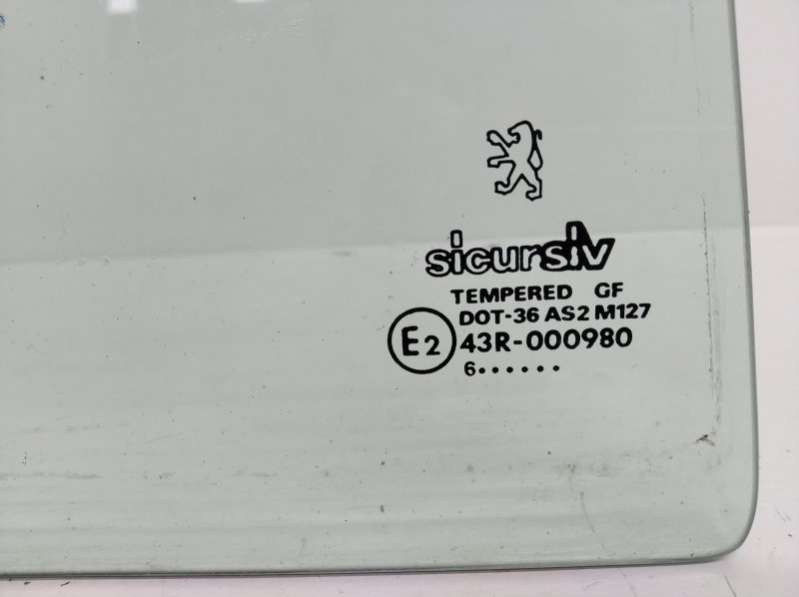 sicursiv
TEMPERED GF
DOT-36 AS2 M127
E2 43R-000980
6••••••